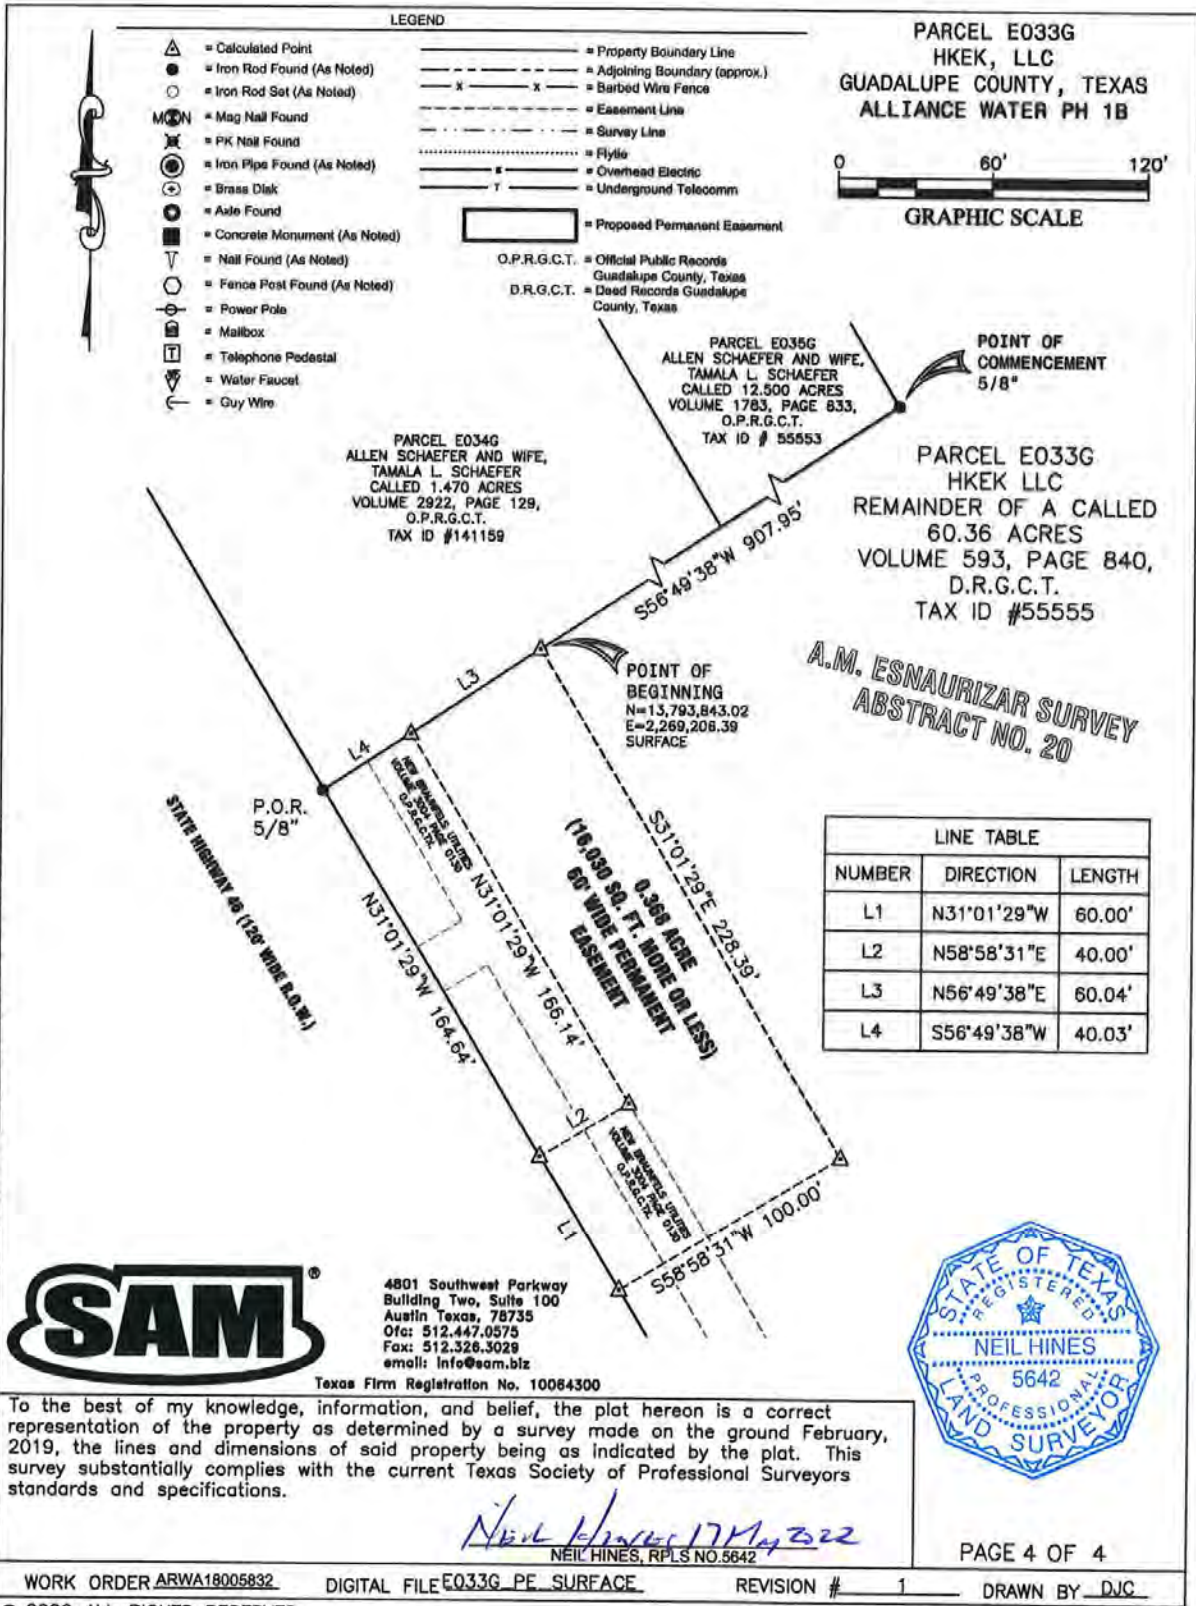 LEGEND
= Calculated Point
= Iron Rod Found (As Noted)
= Iron Rod Set (As Noted)
= Mag Nail Found
= PK Nail Found
= Iron Pipe Found (As Noted)
= Brass Disk
= Axle Found
= Concrete Monument (As Noted)
= Nail Found (As Noted)
= Fence Post Found (As Noted)
= Power Pole
= Mailbox
T = Telephone Pedestal
= Water Faucet
= Guy Wire
= Property Boundary Line
= Adjoining Boundary (approx.)
x x = Barbed Wire Fence
= Easement Line
= Survey Line
= Flytie
E = Overhead Electric
T = Underground Telecomm
= Proposed Permanent Easement
O.P.R.G.C.T. = Official Public Records
Guadalupe County, Texas
D.R.G.C.T. = Deed Records Guadalupe
County, Texas
PARCEL E033G
HKEK, LLC
GUADALUPE COUNTY, TEXAS
ALLIANCE WATER PH 1B
0 60' 120'
GRAPHIC SCALE
PARCEL E035G
ALLEN SCHAEFER AND WIFE,
TAMALA L. SCHAEFER
CALLED 12.500 ACRES
VOLUME 1783, PAGE 833,
O.P.R.G.C.T.
TAX ID # 55553
POINT OF
COMMENCEMENT
5/8"
PARCEL E034G
ALLEN SCHAEFER AND WIFE,
TAMALA L. SCHAEFER
CALLED 1.470 ACRES
VOLUME 2922, PAGE 129,
O.P.R.G.C.T.
TAX ID #141159
PARCEL E033G
HKEK LLC
REMAINDER OF A CALLED
60.36 ACRES
VOLUME 593, PAGE 840,
D.R.G.C.T.
TAX ID #55555
S56°49'38"W 907.95'
A.M. ESNAURIZAR SURVEY
ABSTRACT NO. 20
POINT OF
BEGINNING
N=13,793,843.02
E=2,269,206.39
SURFACE
L3
L4
P.O.R.
5/8"
STATE HIGHWAY 46 (120' WIDE R.O.W.)
NEW BRAUNFELS UTILITIES
VOLUME 3004 PAGE 0130
O.P.R.G.C.TX.
N31°01'29"W 164.64'
N31°01'29"W 166.14'
0.368 ACRE
(16,030 SQ. FT. MORE OR LESS)
60' WIDE PERMANENT
EASEMENT
S31°01'29"E 228.39'
LINE TABLE
NUMBER DIRECTION LENGTH
L1 N31°01'29"W 60.00'
L2 N58°58'31"E 40.00'
L3 N56°49'38"E 60.04'
L4 S56°49'38"W 40.03'
L2
NEW BRAUNFELS UTILITIES
VOLUME 3004 PAGE 0130
O.P.R.G.C.TX.
L1
S58°58'31"W 100.00'
SAM®
4801 Southwest Parkway
Building Two, Suite 100
Austin Texas, 78735
Ofc: 512.447.0575
Fax: 512.326.3029
email: info@sam.biz
Texas Firm Registration No. 10064300
STATE OF TEXAS
REGISTERED
NEIL HINES
5642
PROFESSIONAL
LAND SURVEYOR
To the best of my knowledge, information, and belief, the plat hereon is a correct
representation of the property as determined by a survey made on the ground February,
2019, the lines and dimensions of said property being as indicated by the plat. This
survey substantially complies with the current Texas Society of Professional Surveyors
standards and specifications.
Neil Hines 17 May 2022
NEIL HINES, RPLS NO.5642
PAGE 4 OF 4
WORK ORDER ARWA18005832 DIGITAL FILE E033G_PE_SURFACE REVISION # 1 DRAWN BY DJC